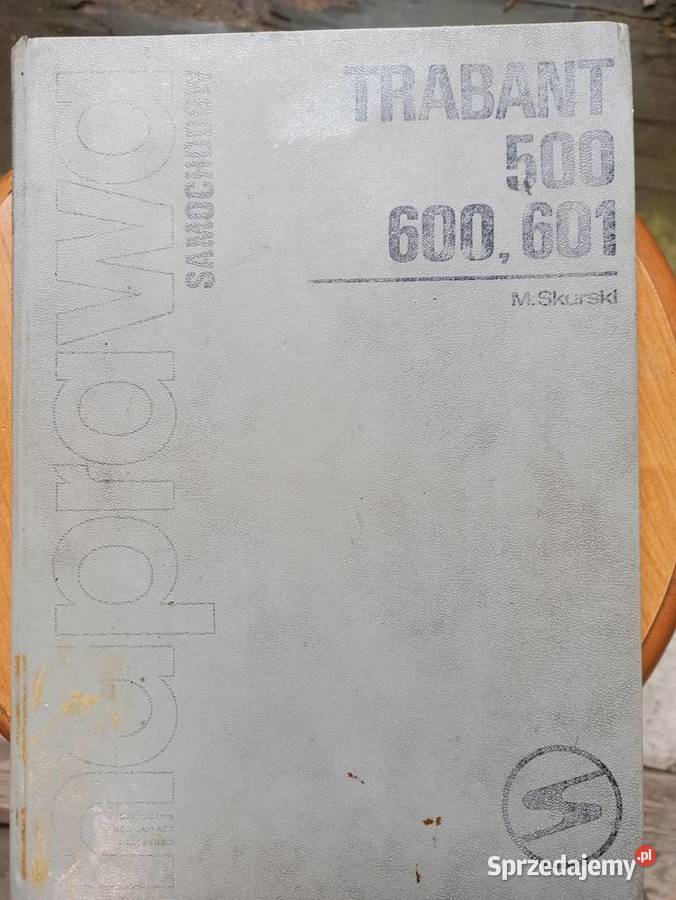 TRABANT
500
600, 601
M. Skurski
naprawa
SAMOCHODÓW
Sprzedajemy.pl